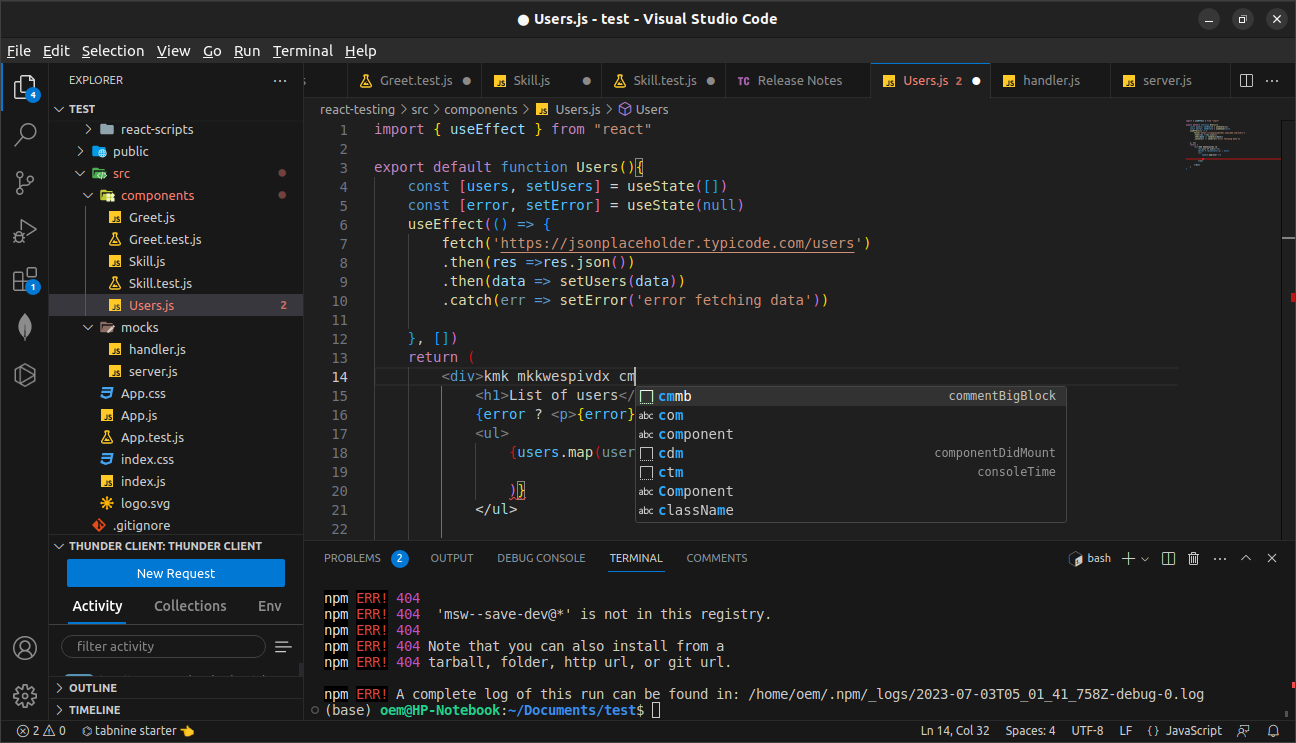 ● Users.js - test - Visual Studio Code
File Edit Selection View Go Run Terminal Help
EXPLORER
Greet.test.js
Skill.js
Skill.test.js
TC Release Notes
Users.js 2
handler.js
server.js
TEST
react-scripts
public
src
components
Greet.js
Greet.test.js
Skill.js
Skill.test.js
Users.js 2
mocks
handler.js
server.js
App.css
App.js
App.test.js
index.css
index.js
logo.svg
.gitignore
THUNDER CLIENT: THUNDER CLIENT
New Request
Activity Collections Env
filter activity
OUTLINE
TIMELINE
4
1
react-testing > src > components > Users.js > Users
1 import { useEffect } from "react"
2
3 export default function Users(){
4 const [users, setUsers] = useState([])
5 const [error, setError] = useState(null)
6 useEffect(() => {
7 fetch('https://jsonplaceholder.typicode.com/users')
8 .then(res =>res.json())
9 .then(data => setUsers(data))
10 .catch(err => setError('error fetching data'))
11
12 }, [])
13 return (
14 <div>kmk mkkwespivdx cm
15 <h1>List of users</
16 {error ? <p>{error}
17 <ul>
18 {users.map(user
19
20 )}
21 </ul>
22
cmmb commentBigBlock
abc com
abc component
cdm componentDidMount
ctm consoleTime
abc Component
abc className
PROBLEMS 2 OUTPUT DEBUG CONSOLE TERMINAL COMMENTS
bash
npm ERR! 404
npm ERR! 404  'msw--save-dev@*' is not in this registry.
npm ERR! 404
npm ERR! 404 Note that you can also install from a
npm ERR! 404 tarball, folder, http url, or git url.
npm ERR! A complete log of this run can be found in: /home/oem/.npm/_logs/2023-07-03T05_01_41_758Z-debug-0.log
(base) oem@HP-Notebook:~/Documents/test$
2 0 tabnine starter 👈
Ln 14, Col 32 Spaces: 4 UTF-8 LF {} JavaScript